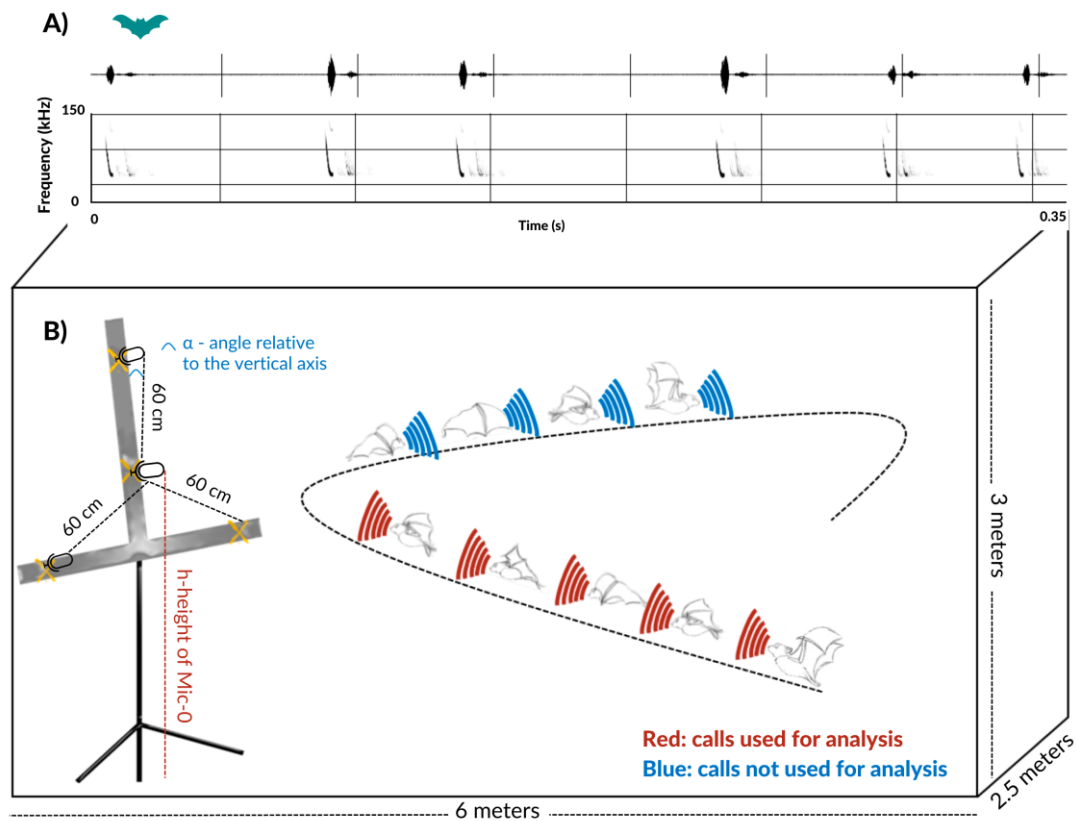 A)
150
Frequency (kHz)
0
0
Time (s)
0.35
B)
α - angle relative
to the vertical axis
60 cm
60 cm
60 cm
h-height of Mic-0
3 meters
Red: calls used for analysis
Blue: calls not used for analysis
2.5 meters
6 meters